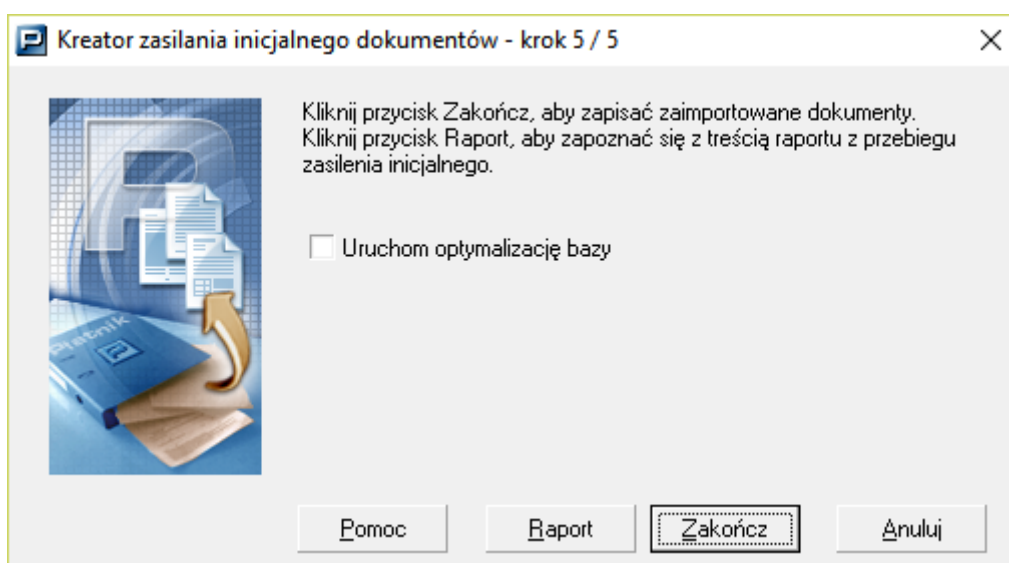 Kreator zasilania inicjalnego dokumentów - krok 5 / 5
Kliknij przycisk Zakończ, aby zapisać zaimportowane dokumenty.
Kliknij przycisk Raport, aby zapoznać się z treścią raportu z przebiegu
zasilenia inicjalnego.
Uruchom optymalizację bazy
Płatnik
Pomoc
Raport
Zakończ
Anuluj